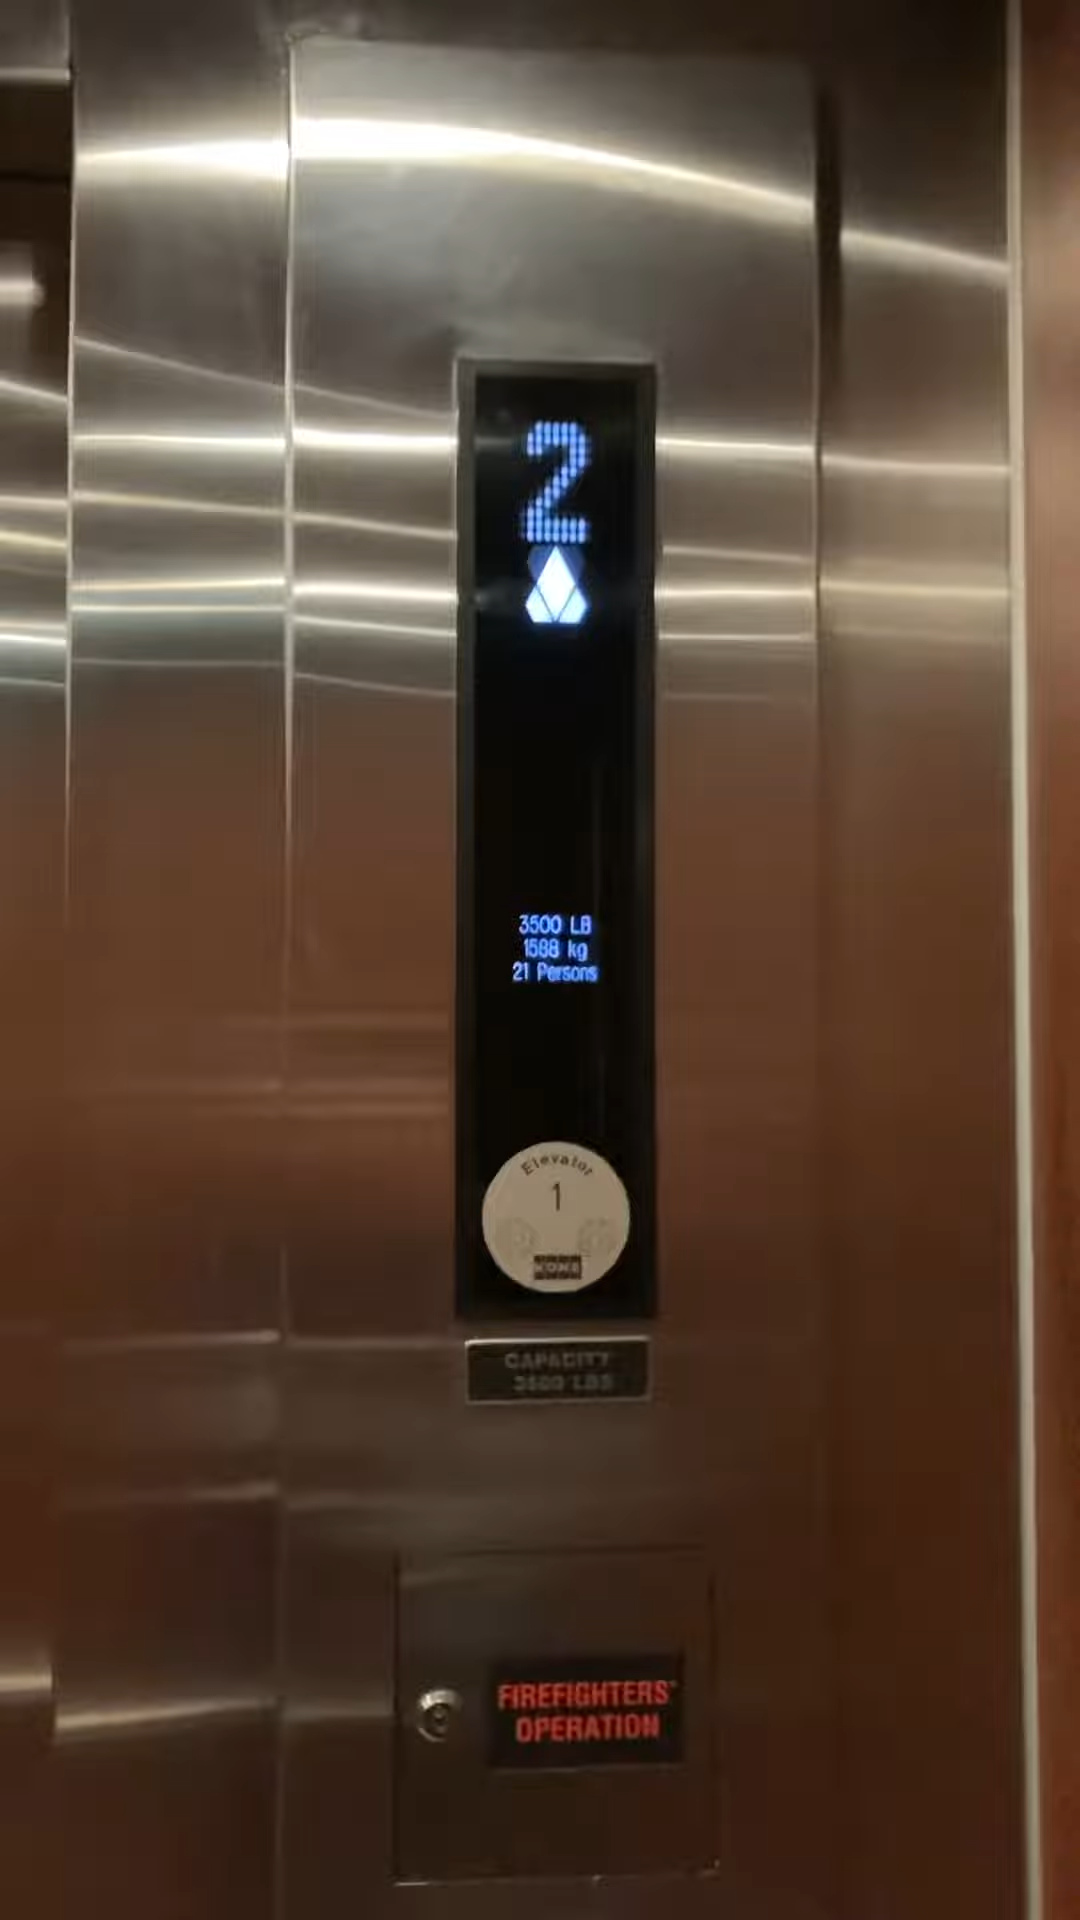 2
3500 LB
1588 kg
21 Persons
Elevator
1
KONE
CAPACITY
3500 LBS
FIREFIGHTERS'
OPERATION